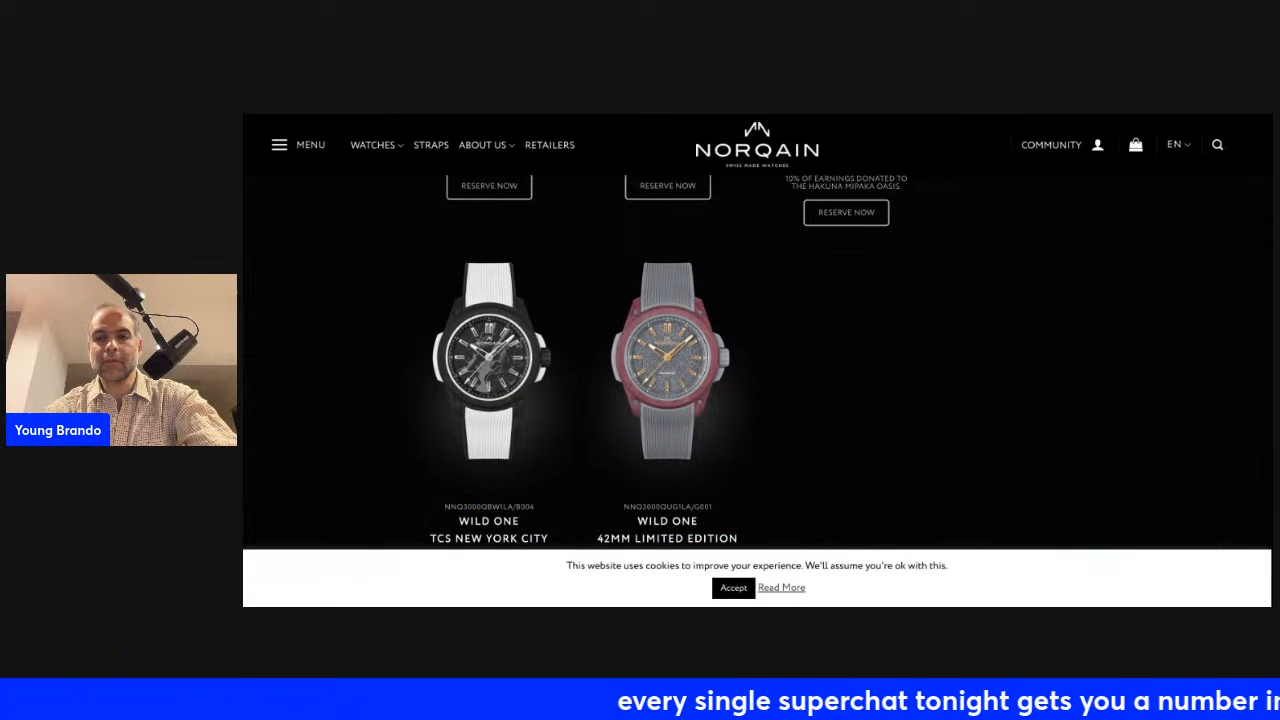 MENU
WATCHES
STRAPS
ABOUT US
RETAILERS
NORQAIN
SWISS MADE WATCHES
COMMUNITY
EN
RESERVE NOW
RESERVE NOW
10% OF EARNINGS DONATED TO
THE HAKUNA MIPAKA OASIS.
RESERVE NOW
NORQAIN
NNQ3000QBW1LA/B004
WILD ONE
TCS NEW YORK CITY
NNQ3000QUG1LA/G001
WILD ONE
42MM LIMITED EDITION
This website uses cookies to improve your experience. We'll assume you're ok with this.
Accept Read More
Young Brando
every single superchat tonight gets you a number in